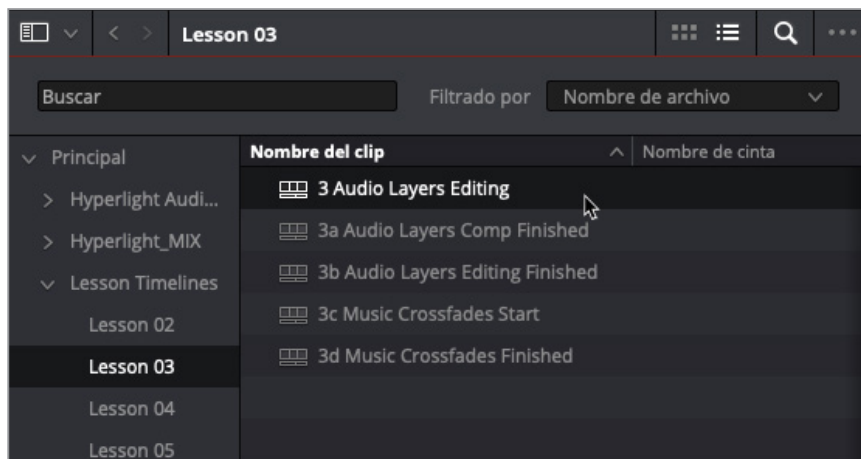 Lesson 03
Buscar
Filtrado por Nombre de archivo
Principal
Hyperlight Audi...
Hyperlight_MIX
Lesson Timelines
Lesson 02
Lesson 03
Lesson 04
Lesson 05
Nombre del clip Nombre de cinta
3 Audio Layers Editing
3a Audio Layers Comp Finished
3b Audio Layers Editing Finished
3c Music Crossfades Start
3d Music Crossfades Finished